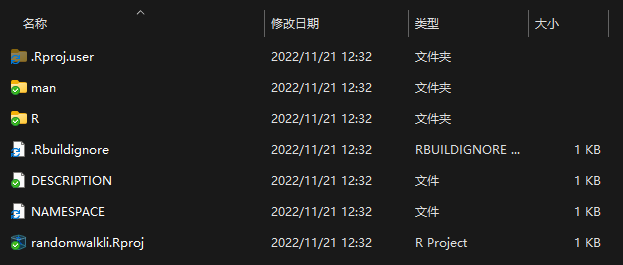 名称 修改日期 类型 大小
.Rproj.user 2022/11/21 12:32 文件夹
man 2022/11/21 12:32 文件夹
R 2022/11/21 12:32 文件夹
.Rbuildignore 2022/11/21 12:32 RBUILDIGNORE ... 1 KB
DESCRIPTION 2022/11/21 12:32 文件 1 KB
NAMESPACE 2022/11/21 12:32 文件 1 KB
randomwalkli.Rproj 2022/11/21 12:32 R Project 1 KB